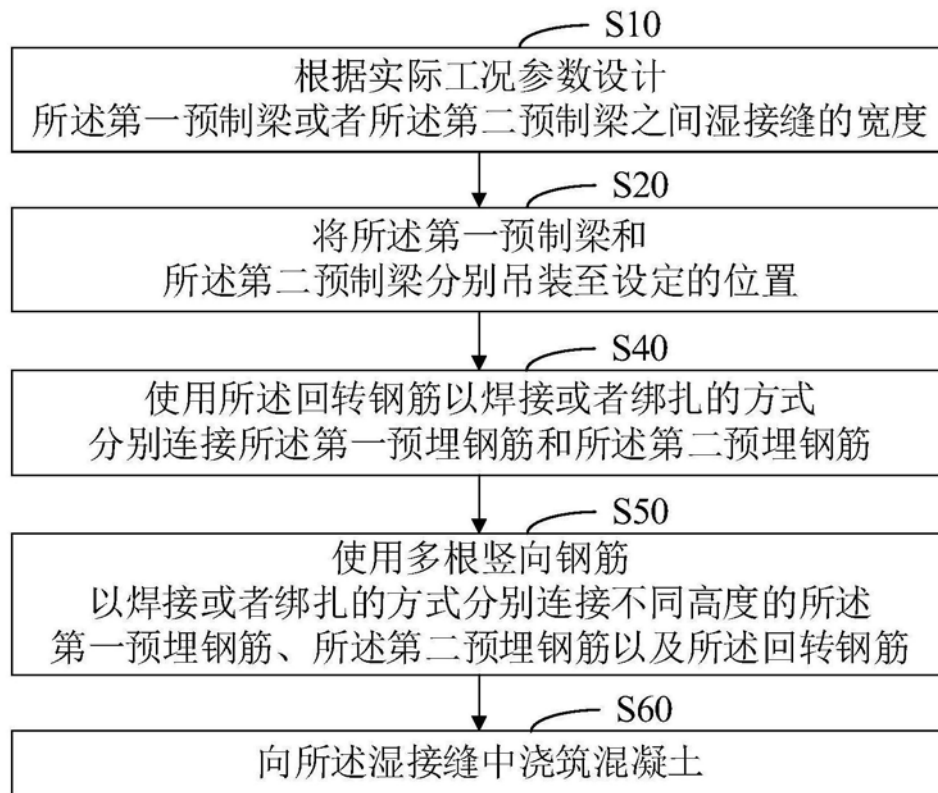 S10
根据实际工况参数设计
所述第一预制梁或者所述第二预制梁之间湿接缝的宽度
S20
将所述第一预制梁和
所述第二预制梁分别吊装至设定的位置
S40
使用所述回转钢筋以焊接或者绑扎的方式
分别连接所述第一预埋钢筋和所述第二预埋钢筋
S50
使用多根竖向钢筋
以焊接或者绑扎的方式分别连接不同高度的所述
第一预埋钢筋、所述第二预埋钢筋以及所述回转钢筋
S60
向所述湿接缝中浇筑混凝土